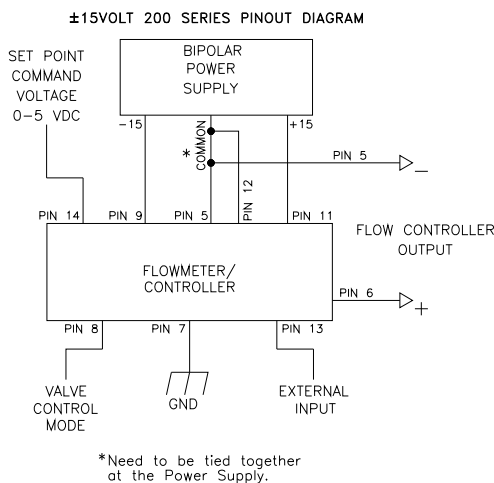 ±15VOLT 200 SERIES PINOUT DIAGRAM
BIPOLAR
POWER
SUPPLY
SET POINT
COMMAND
VOLTAGE
0-5 VDC
-15
COMMON
+15
*
PIN 5
-
PIN 12
PIN 14
PIN 9
PIN 5
PIN 11
FLOW CONTROLLER
OUTPUT
FLOWMETER/
CONTROLLER
PIN 6
+
PIN 8
PIN 7
PIN 13
VALVE
CONTROL
MODE
GND
EXTERNAL
INPUT
*Need to be tied together
at the Power Supply.